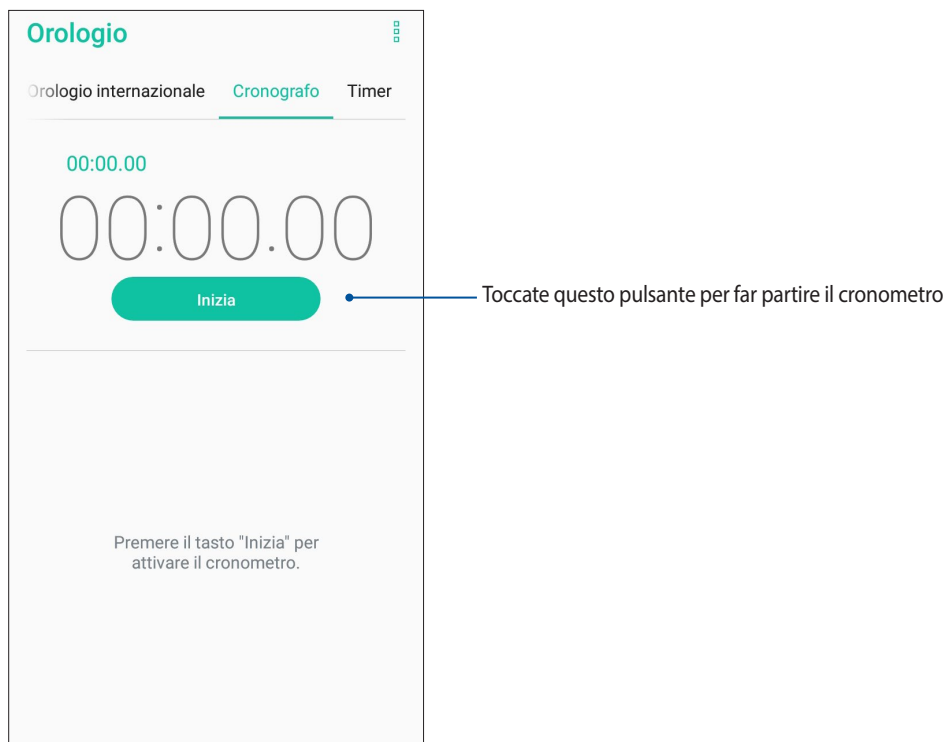 Orologio
Orologio internazionale Cronografo Timer
00:00.00
00:00.00
Inizia
Toccate questo pulsante per far partire il cronometro
Premere il tasto "Inizia" per
attivare il cronometro.